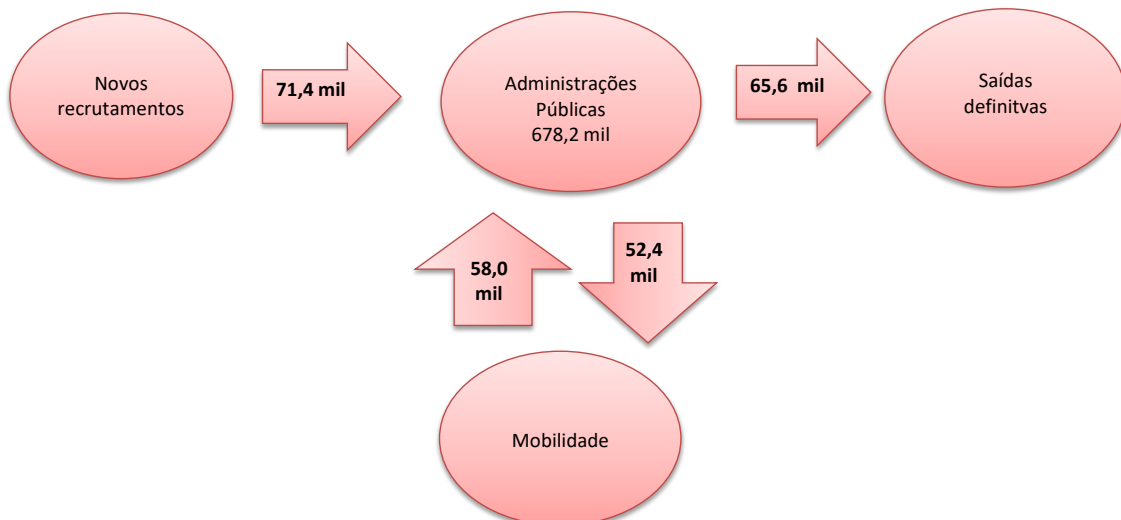 Novos
recrutamentos
71,4 mil
Administrações
Públicas
678,2 mil
65,6 mil
Saídas
definitvas
58,0
mil
52,4
mil
Mobilidade